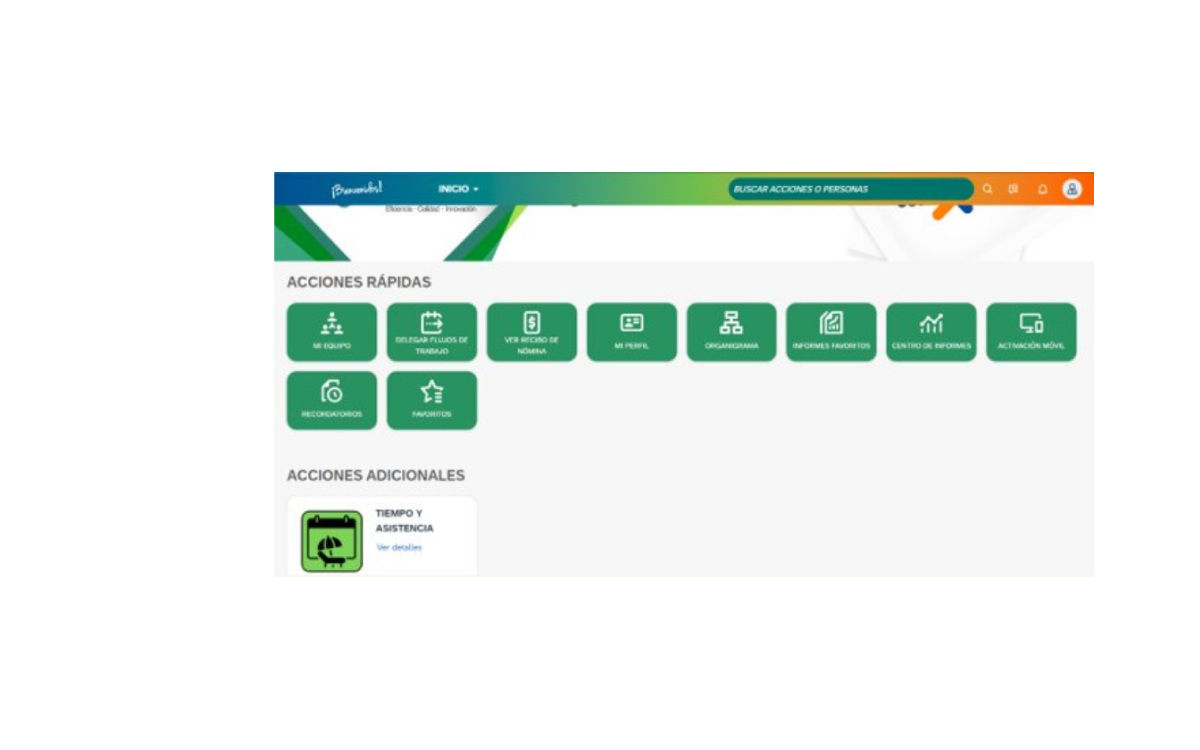 ¡Bienvenidos!
INICIO
BUSCAR ACCIONES O PERSONAS
Eficiencia - Calidad - Innovación
ACCIONES RÁPIDAS
MI EQUIPO
DELEGAR FLUJOS DE
TRABAJO
VER RECIBO DE
NÓMINA
MI PERFIL
ORGANIGRAMA
INFORMES FAVORITOS
CENTRO DE INFORMES
ACTIVACIÓN MÓVIL
RECORDATORIOS
FAVORITOS
ACCIONES ADICIONALES
TIEMPO Y
ASISTENCIA
Ver detalles